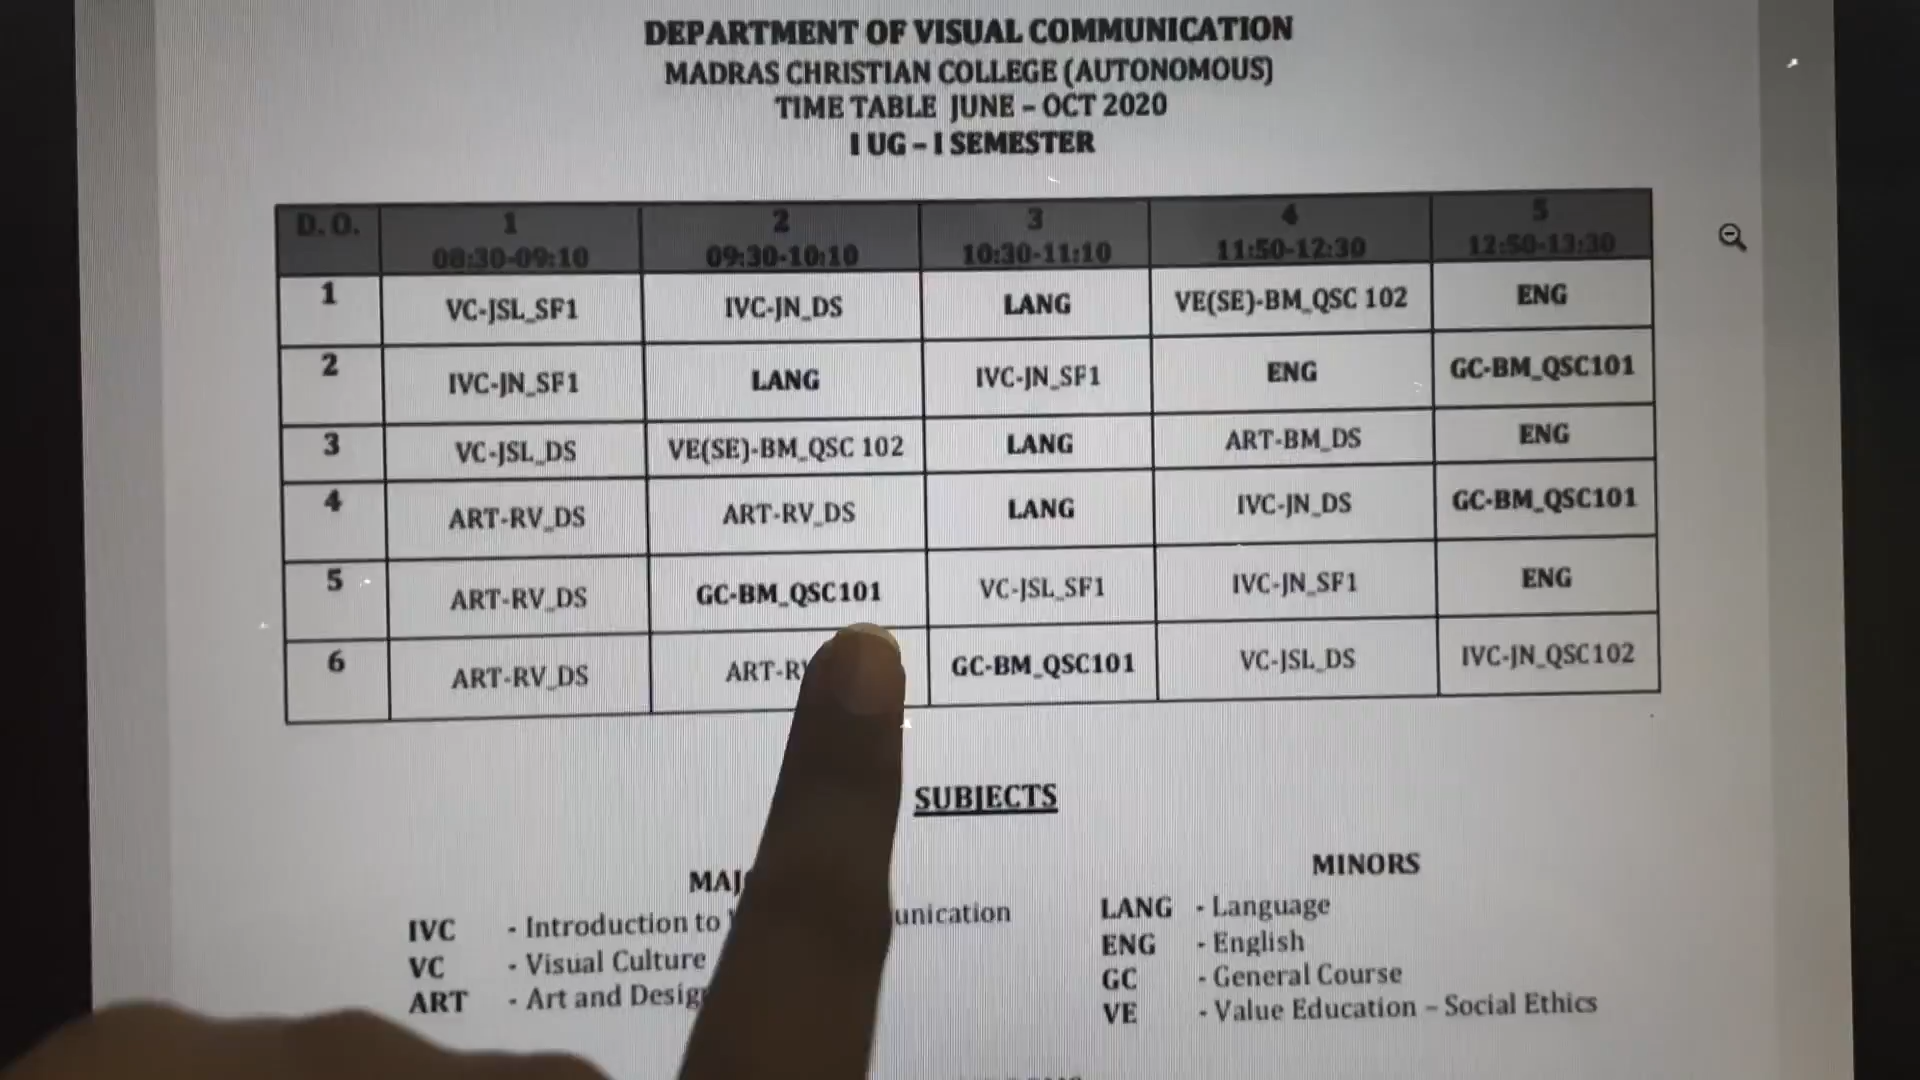 DEPARTMENT OF VISUAL COMMUNICATION
MADRAS CHRISTIAN COLLEGE (AUTONOMOUS)
TIME TABLE JUNE – OCT 2020
I UG – I SEMESTER
D. O. 1 2 3 4 5
08:30-09:10 09:30-10:10 10:30-11:10 11:50-12:30 12:50-13:30
1 VC-JSL_SF1 IVC-JN_DS LANG VE(SE)-BM_QSC 102 ENG
2 IVC-JN_SF1 LANG IVC-JN_SF1 ENG GC-BM_QSC101
3 VC-JSL_DS VE(SE)-BM_QSC 102 LANG ART-BM_DS ENG
4 ART-RV_DS ART-RV_DS LANG IVC-JN_DS GC-BM_QSC101
5 ART-RV_DS GC-BM_QSC101 VC-JSL_SF1 IVC-JN_SF1 ENG
6 ART-RV_DS GC-BM_QSC101 VC-JSL_DS IVC-JN_QSC102
SUBJECTS
MINORS
IVC - Introduction to
VC - Visual Culture
ART - Art and
LANG - Language
ENG - English
GC - General Course
VE - Value Education – Social Ethics